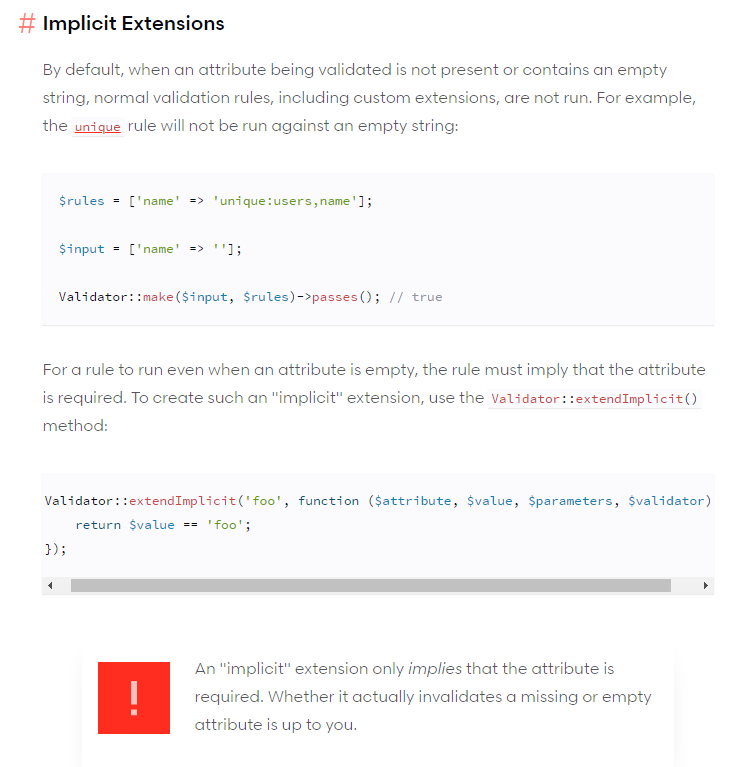 # Implicit Extensions
By default, when an attribute being validated is not present or contains an empty
string, normal validation rules, including custom extensions, are not run. For example,
the unique rule will not be run against an empty string:
$rules = ['name' => 'unique:users,name'];
$input = ['name' => ''];
Validator::make($input, $rules)->passes(); // true
For a rule to run even when an attribute is empty, the rule must imply that the attribute
is required. To create such an "implicit" extension, use the Validator::extendImplicit()
method:
Validator::extendImplicit('foo', function ($attribute, $value, $parameters, $validator)
    return $value == 'foo';
});
!
An "implicit" extension only implies that the attribute is
required. Whether it actually invalidates a missing or empty
attribute is up to you.